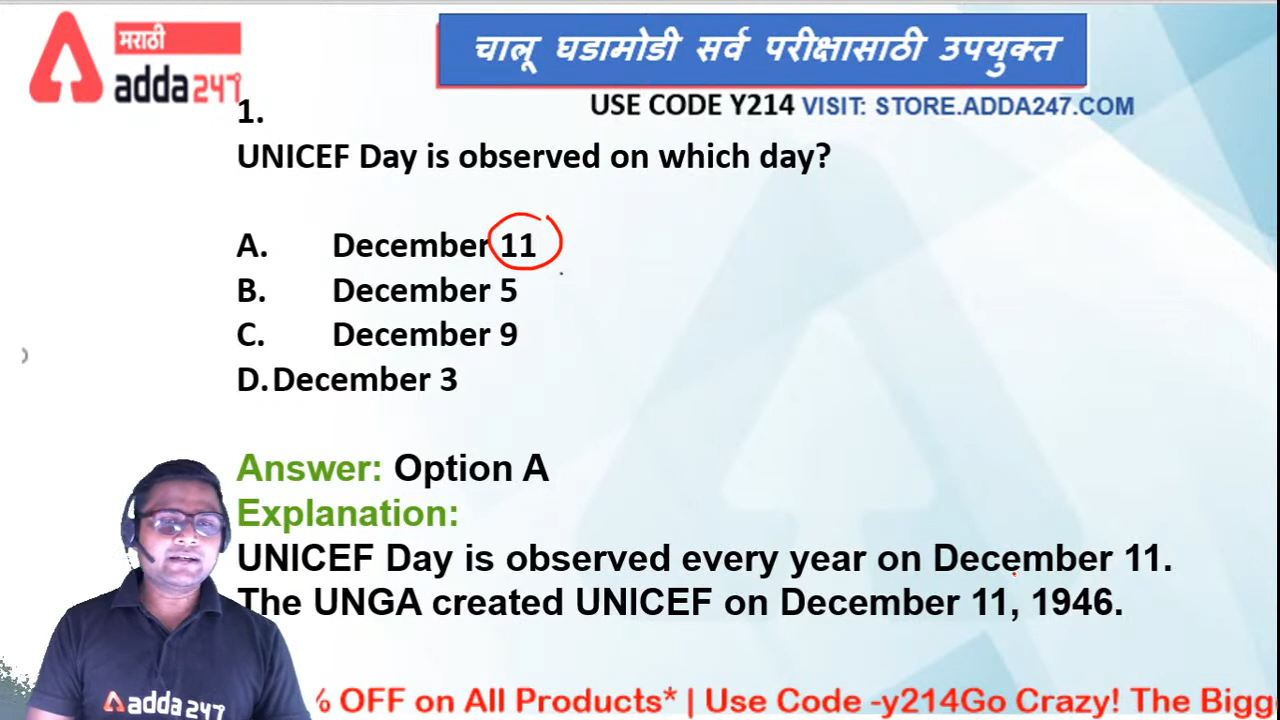 मराठी
adda247
चालू घडामोडी सर्व परीक्षासाठी उपयुक्त
USE CODE Y214 VISIT: STORE.ADDA247.COM
1.
UNICEF Day is observed on which day?
A. December 11
B. December 5
C. December 9
D. December 3
Answer: Option A
Explanation:
UNICEF Day is observed every year on December 11.
The UNGA created UNICEF on December 11, 1946.
adda247
% OFF on All Products* | Use Code -y214Go Crazy! The Bigg